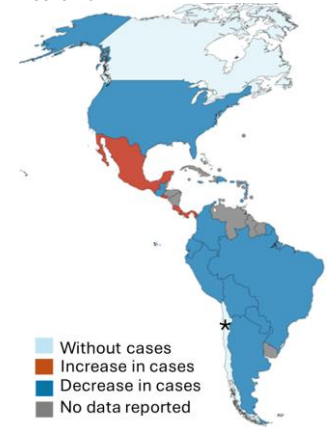 *
Without cases
Increase in cases
Decrease in cases
No data reported